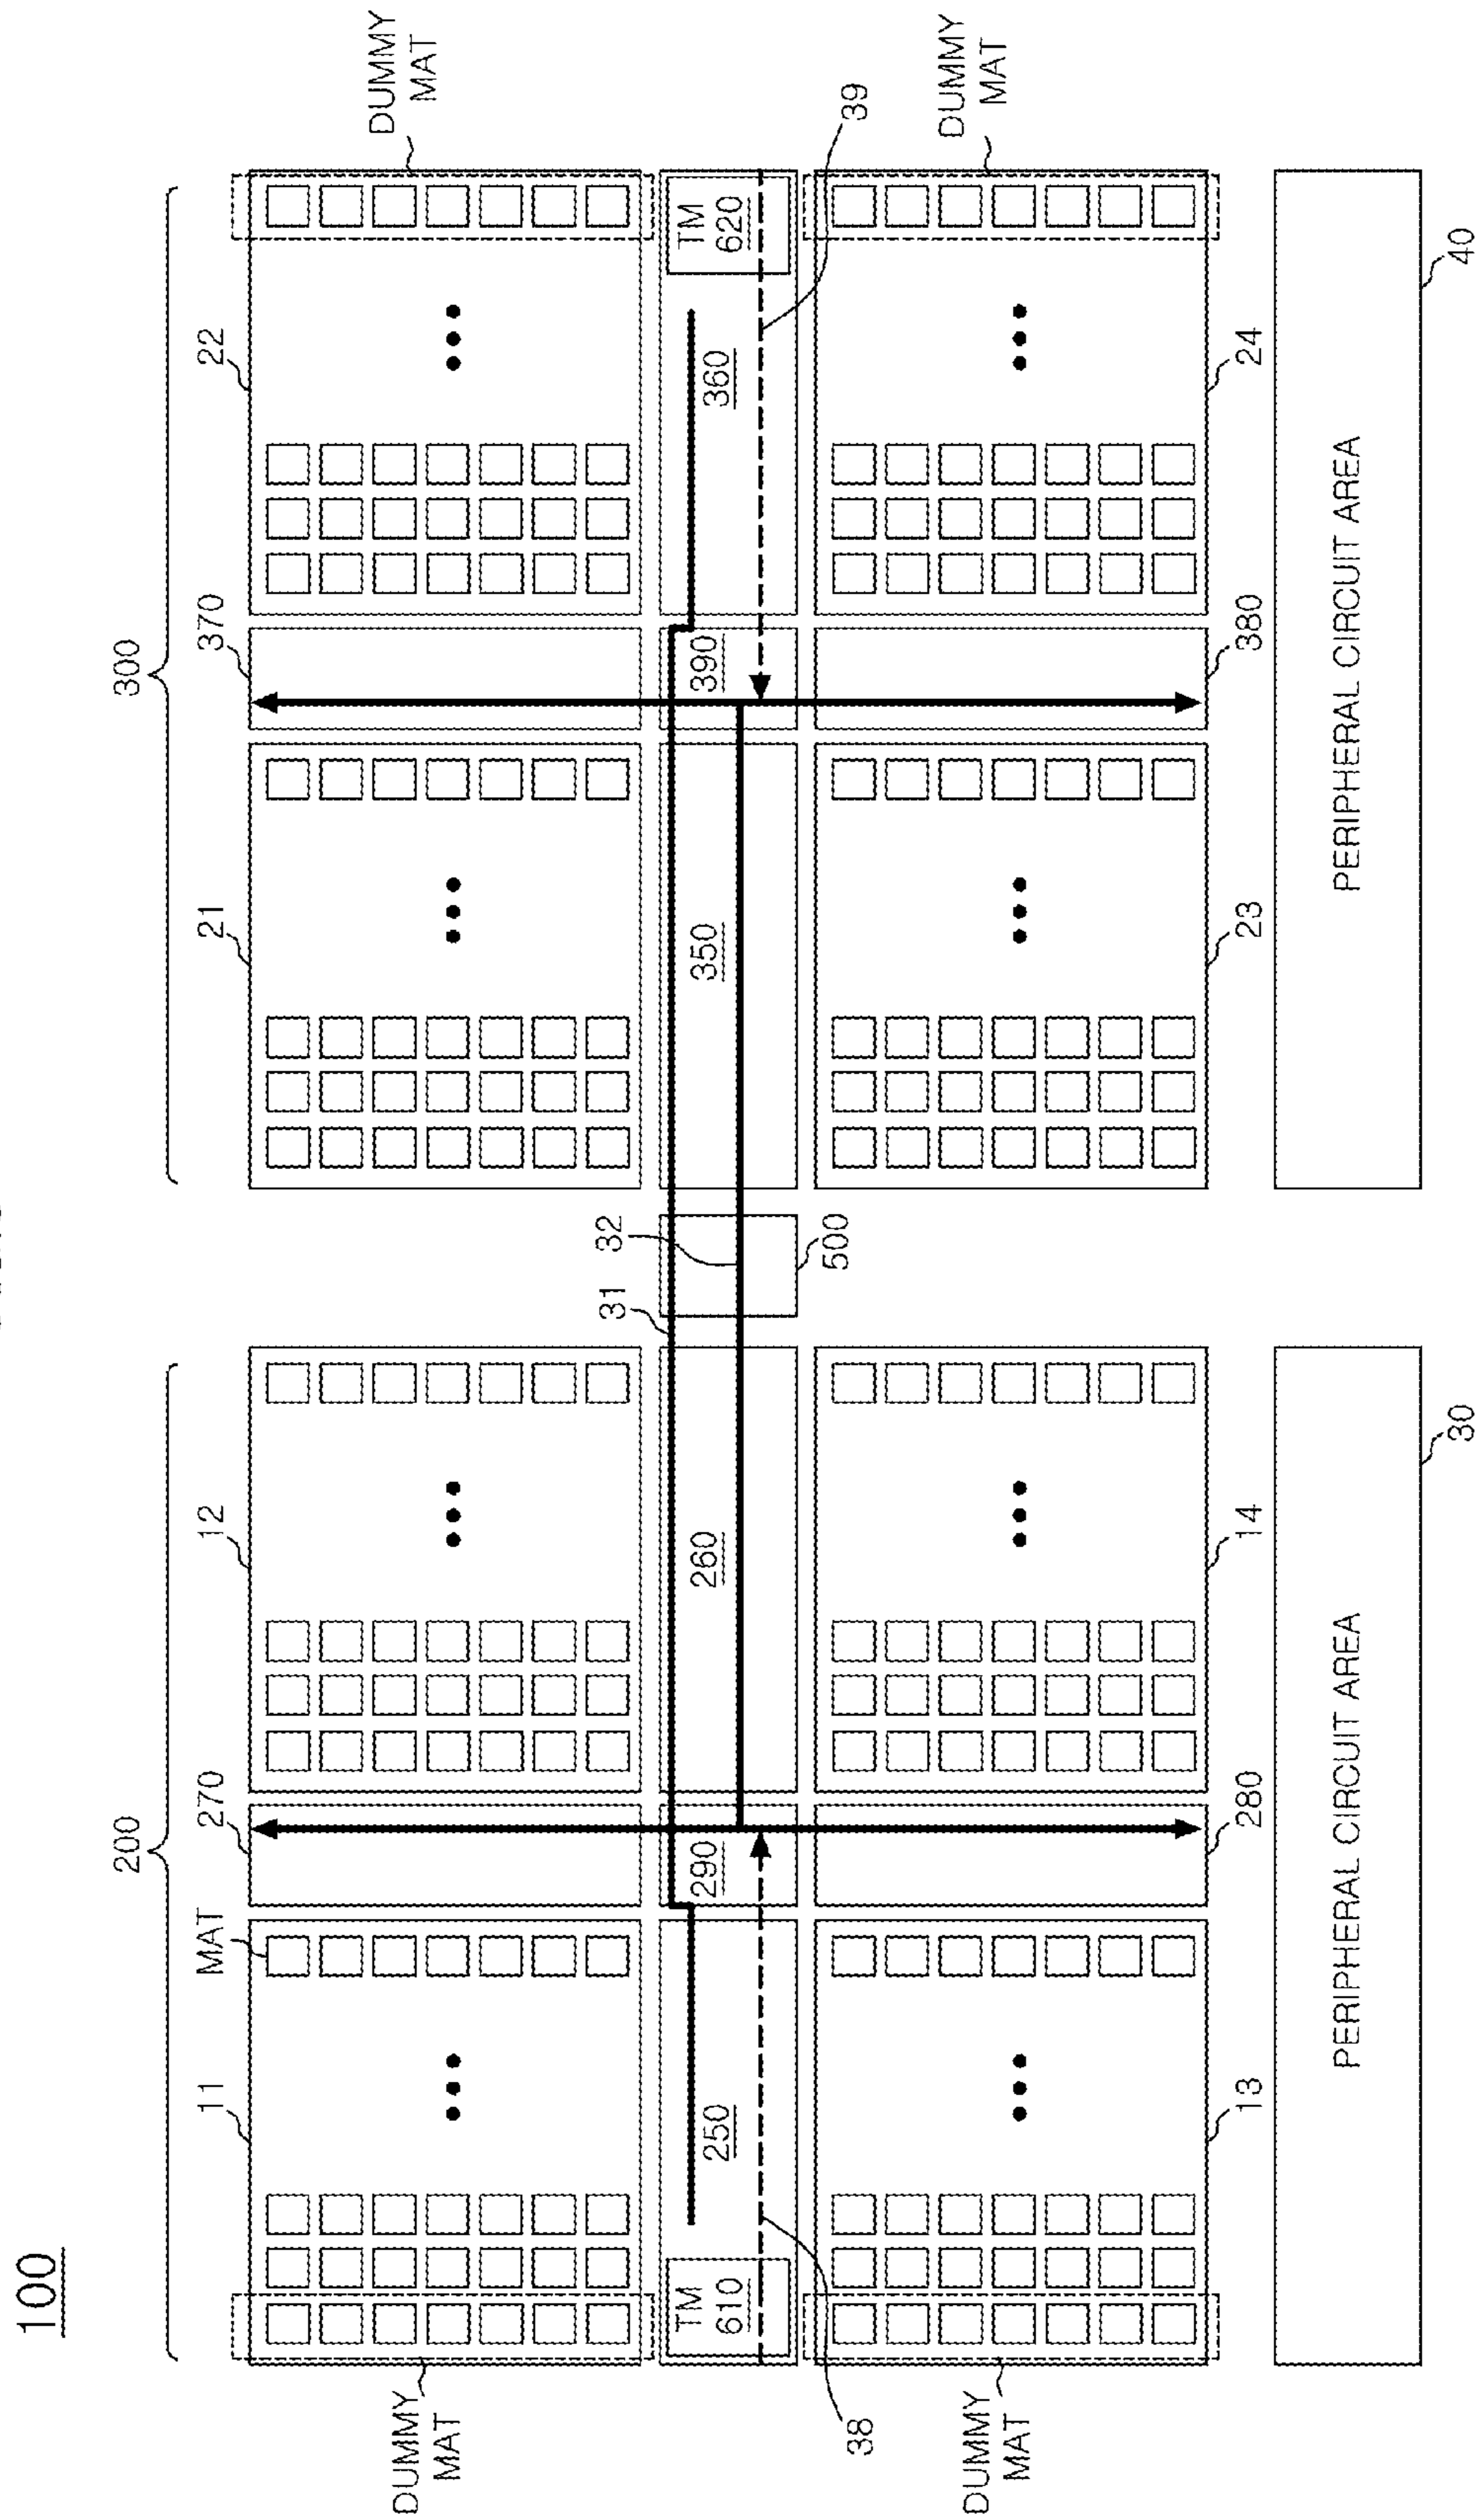 100
200
300
11
MAT
270
12
21
370
22
DUMMY
MAT
DUMMY
MAT
31
32
TM
610
250
290
260
350
390
360
TM
620
500
38
39
DUMMY
MAT
DUMMY
MAT
13
280
14
23
380
24
PERIPHERAL CIRCUIT AREA
PERIPHERAL CIRCUIT AREA
30
40